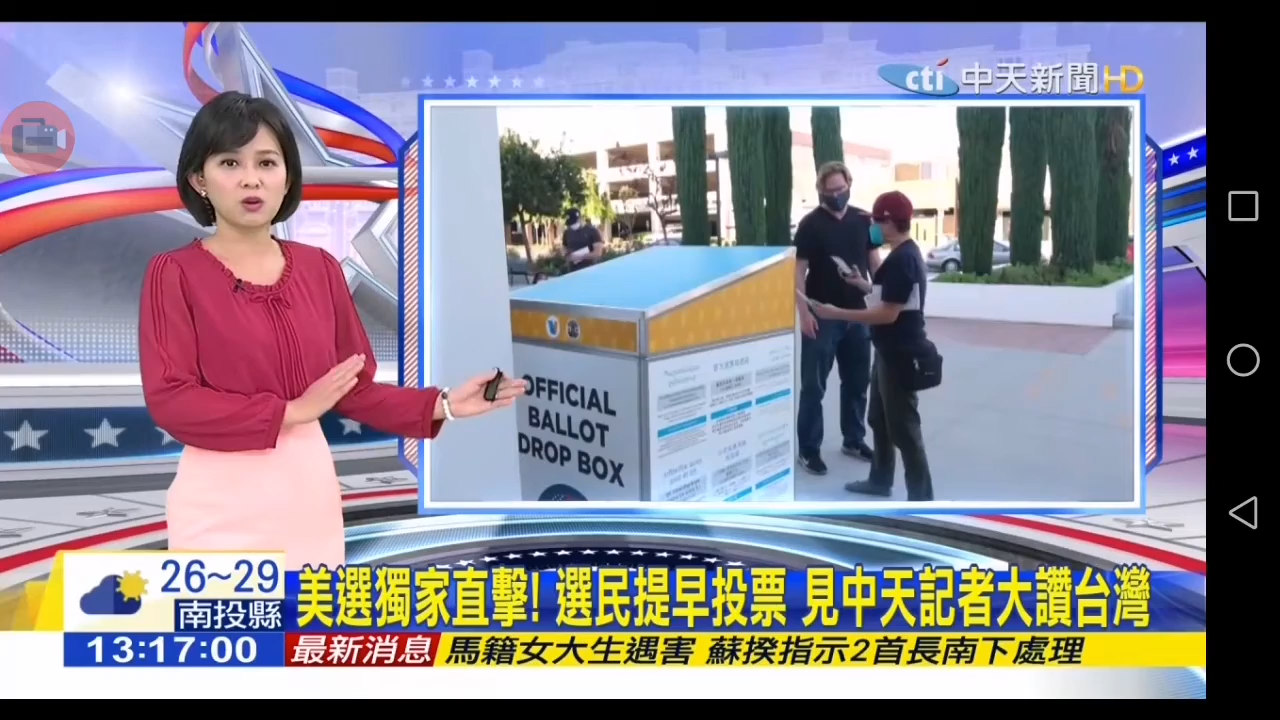 cti 中天新聞HD
OFFICIAL
BALLOT
DROP BOX
26~29
南投縣
美選獨家直擊! 選民提早投票 見中天記者大讚台灣
13:17:00
最新消息 馬籍女大生遇害 蘇揆指示2首長南下處理